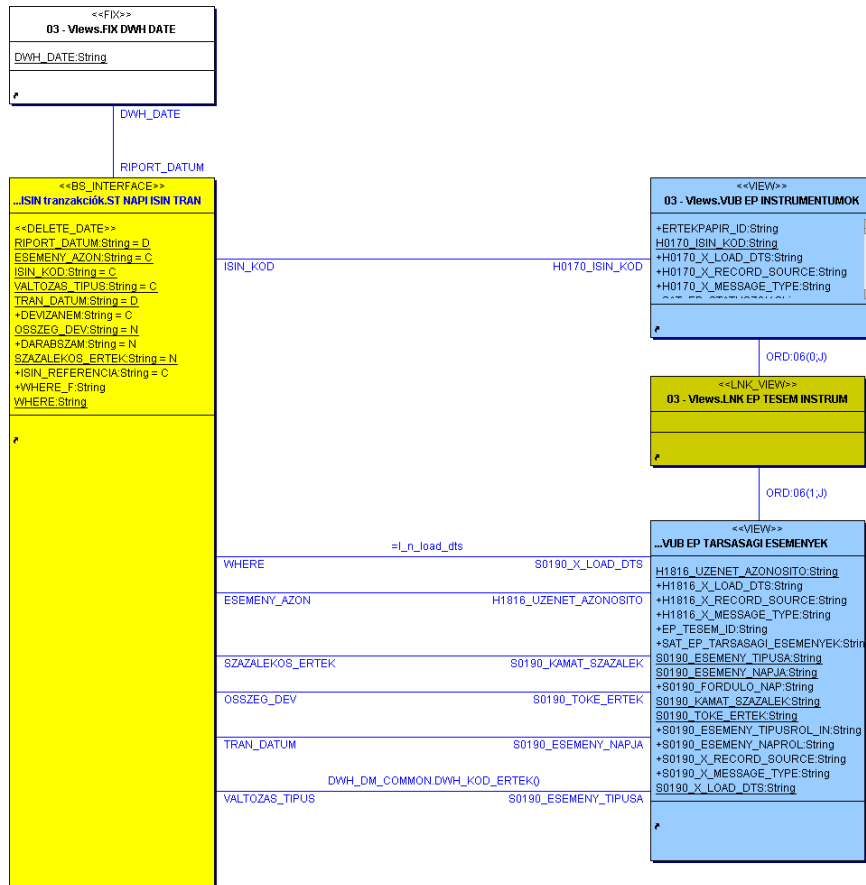 <<FIX>>
03 - VIews.FIX DWH DATE
DWH_DATE:String
DWH_DATE
RIPORT_DATUM
<<BS_INTERFACE>>
...ISIN tranzakciók.ST NAPI ISIN TRAN
<<DELETE_DATE>>
RIPORT_DATUM:String = D
ESEMENY_AZON:String = C
ISIN_KOD:String = C
VALTOZAS_TIPUS:String = C
TRAN_DATUM:String = D
+DEVIZANEM:String = C
OSSZEG_DEV:String = N
+DARABSZAM:String = N
SZAZALEKOS_ERTEK:String = N
+ISIN_REFERENCIA:String = C
+WHERE_F:String
WHERE:String
ISIN_KOD
H0170_ISIN_KOD
<<VIEW>>
03 - VIews.VUB EP INSTRUMENTUMOK
+ERTEKPAPIR_ID:String
H0170_ISIN_KOD:String
+H0170_X_LOAD_DTS:String
+H0170_X_RECORD_SOURCE:String
+H0170_X_MESSAGE_TYPE:String
ORD:06(0;J)
<<LNK_VIEW>>
03 - VIews.LNK EP TESEM INSTRUM
ORD:06(1;J)
<<VIEW>>
...VUB EP TARSASAGI ESEMENYEK
H1816_UZENET_AZONOSITO:String
+H1816_X_LOAD_DTS:String
+H1816_X_RECORD_SOURCE:String
+H1816_X_MESSAGE_TYPE:String
+EP_TESEM_ID:String
+SAT_EP_TARSASAGI_ESEMENYEK:Strin
S0190_ESEMENY_TIPUSA:String
S0190_ESEMENY_NAPJA:String
+S0190_FORDULO_NAP:String
S0190_KAMAT_SZAZALEK:String
S0190_TOKE_ERTEK:String
+S0190_ESEMENY_TIPUSROL_IN:String
+S0190_ESEMENY_NAPROL:String
+S0190_X_RECORD_SOURCE:String
+S0190_X_MESSAGE_TYPE:String
S0190_X_LOAD_DTS:String
=l_n_load_dts
WHERE
S0190_X_LOAD_DTS
ESEMENY_AZON
H1816_UZENET_AZONOSITO
SZAZALEKOS_ERTEK
S0190_KAMAT_SZAZALEK
OSSZEG_DEV
S0190_TOKE_ERTEK
TRAN_DATUM
S0190_ESEMENY_NAPJA
DWH_DM_COMMON.DWH_KOD_ERTEK()
VALTOZAS_TIPUS
S0190_ESEMENY_TIPUSA